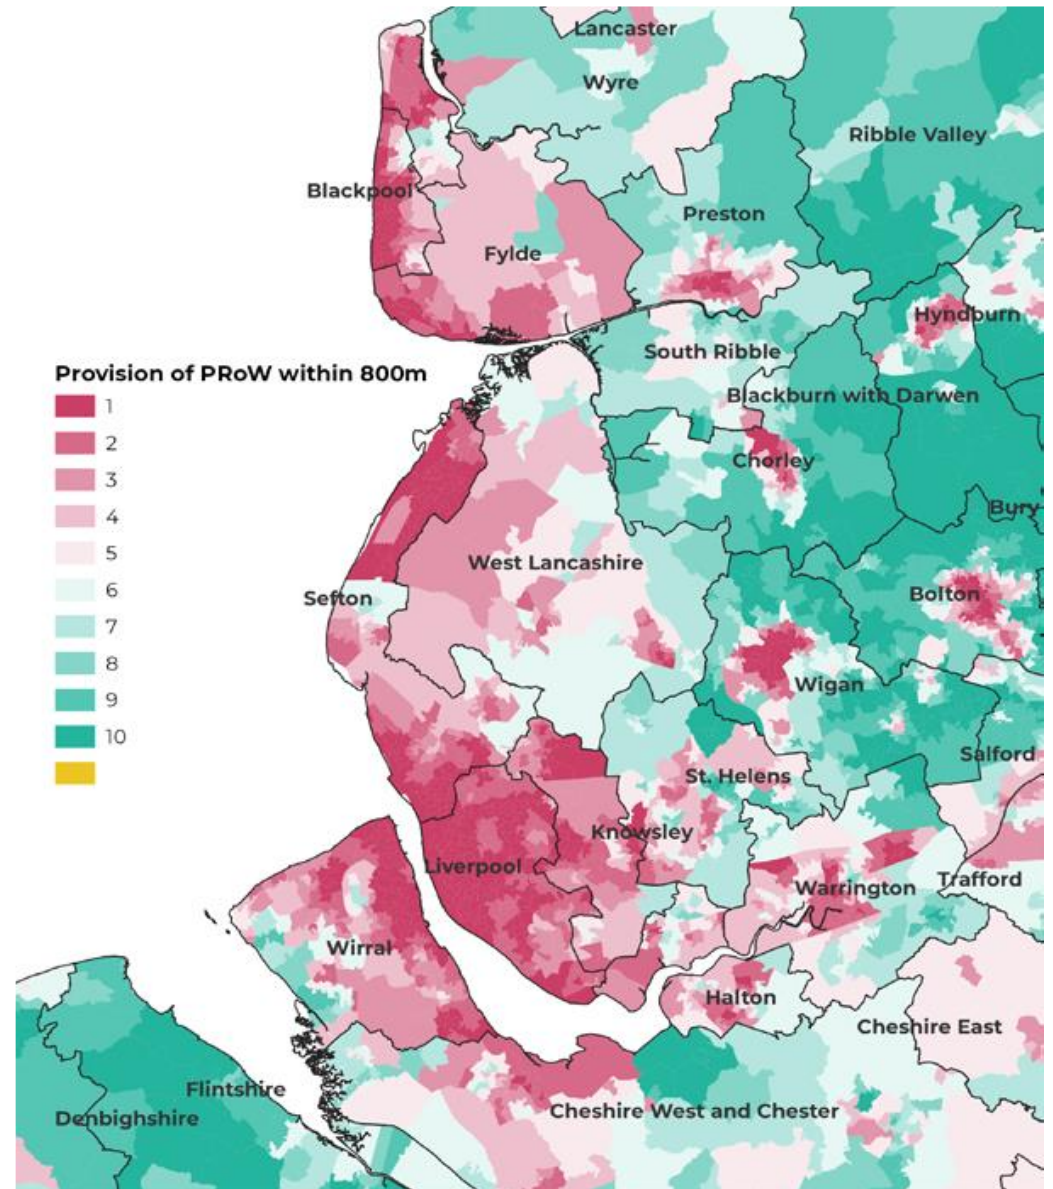 Lancaster
Wyre
Ribble Valley
Blackpool
Preston
Fylde
Hyndburn
South Ribble
Provision of PRoW within 800m
1
2
3
4
5
6
7
8
9
10
Blackburn with Darwen
Chorley
Bury
West Lancashire
Bolton
Sefton
Wigan
Salford
St. Helens
Knowsley
Liverpool
Warrington
Trafford
Wirral
Halton
Cheshire East
Flintshire
Denbighshire
Cheshire West and Chester